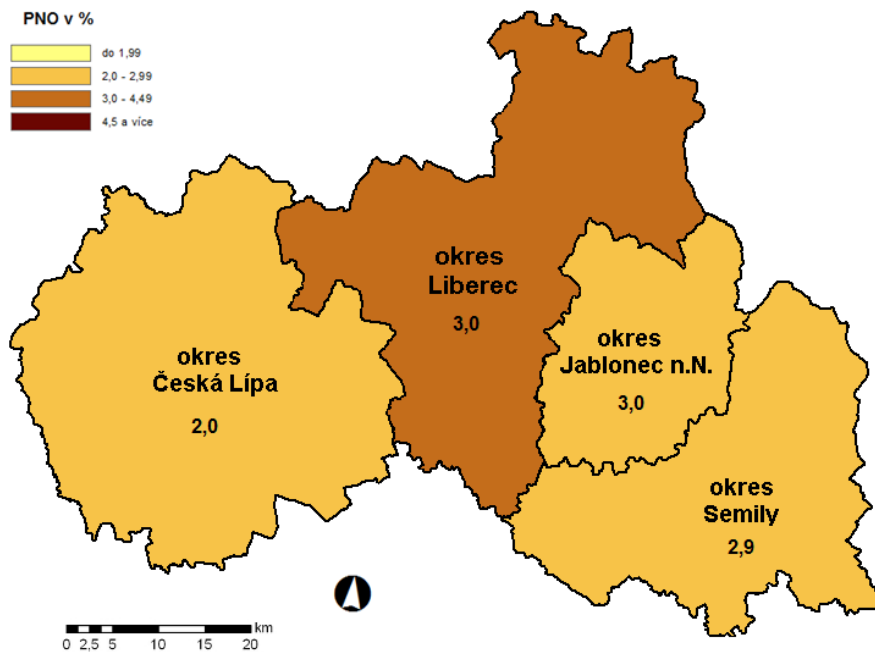 PNO v %
do 1,99
2,0 - 2,99
3,0 - 4,49
4,5 a více
okres
Liberec
3,0
okres
Jablonec n.N.
3,0
okres
Česká Lípa
2,0
okres
Semily
2,9
km
0 2,5 5 10 15 20